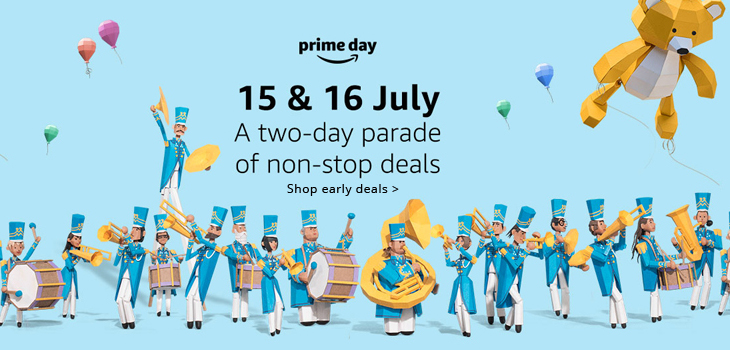 prime day
15 & 16 July
A two-day parade
of non-stop deals
Shop early deals >